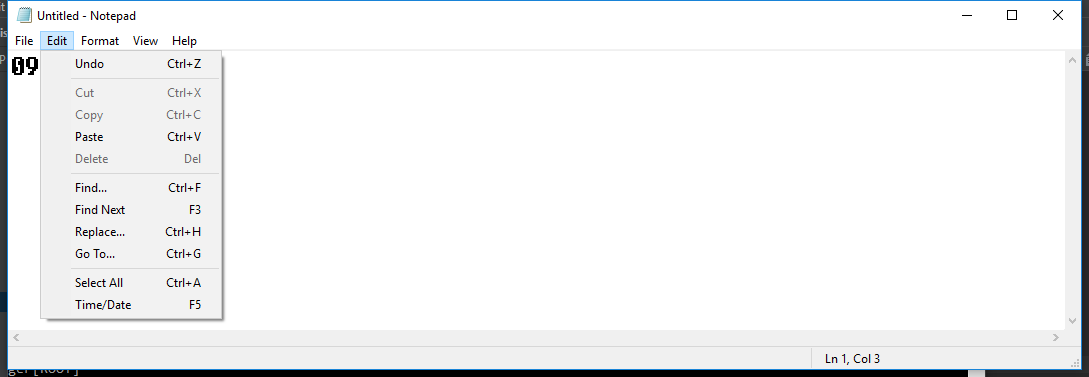 Untitled - Notepad
File Edit Format View Help
09
Undo Ctrl+Z
Cut Ctrl+X
Copy Ctrl+C
Paste Ctrl+V
Delete Del
Find... Ctrl+F
Find Next F3
Replace... Ctrl+H
Go To... Ctrl+G
Select All Ctrl+A
Time/Date F5
Ln 1, Col 3